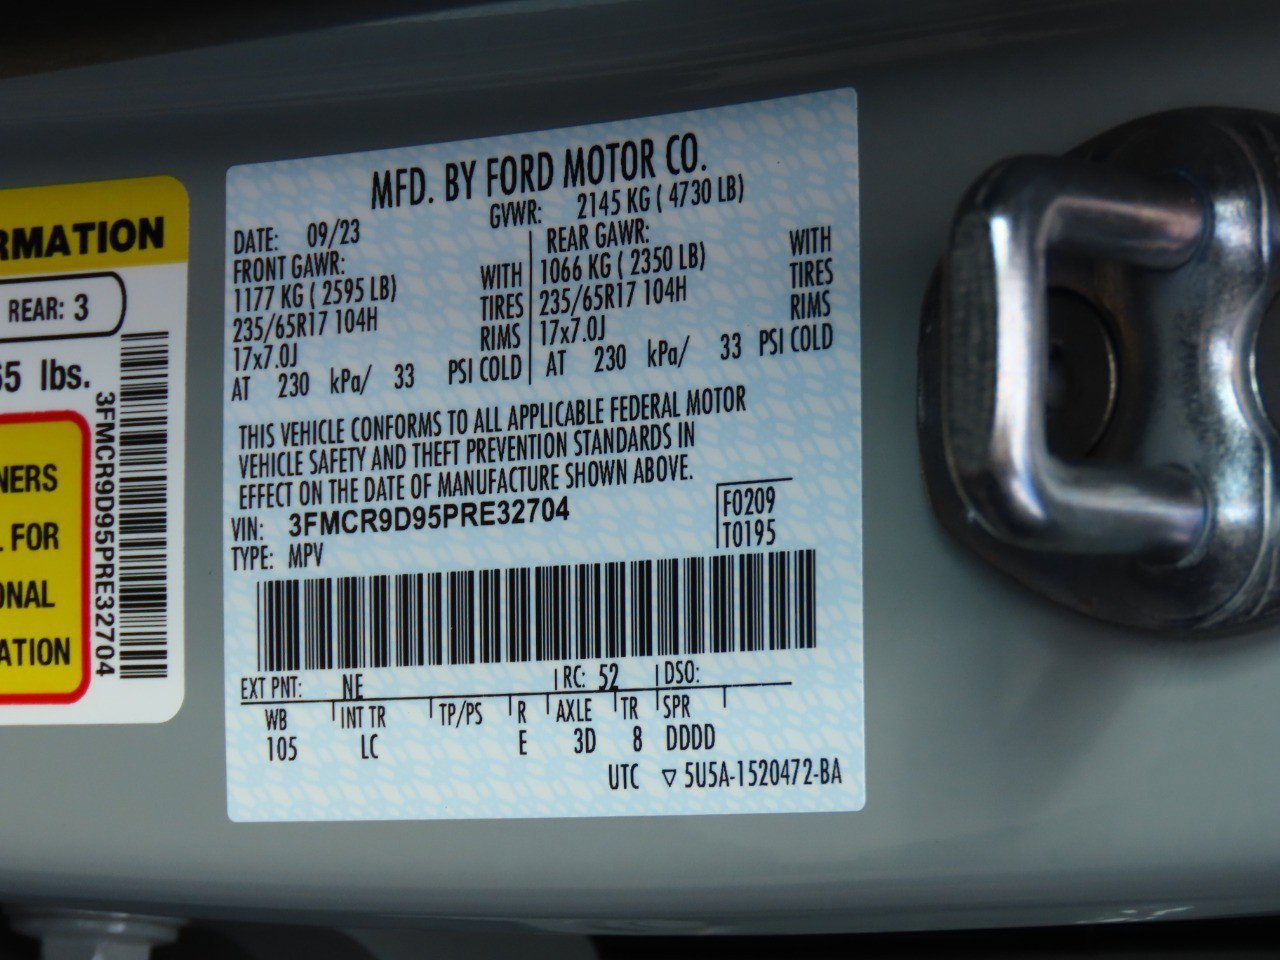 RMATION
REAR: 3
65 lbs.
NERS
FOR
ONAL
ATION
3FMCR9D95PRE32704
MFD. BY FORD MOTOR CO.
DATE: 09/23 GVWR: 2145 KG ( 4730 LB)
FRONT GAWR:
1177 KG ( 2595 LB) WITH
235/65R17 104H TIRES
17x7.0J RIMS
AT 230 kPa/ 33 PSI COLD
REAR GAWR: WITH
1066 KG ( 2350 LB) TIRES
235/65R17 104H RIMS
17x7.0J
AT 230 kPa/ 33 PSI COLD
THIS VEHICLE CONFORMS TO ALL APPLICABLE FEDERAL MOTOR
VEHICLE SAFETY AND THEFT PREVENTION STANDARDS IN
EFFECT ON THE DATE OF MANUFACTURE SHOWN ABOVE.
VIN: 3FMCR9D95PRE32704 F0209
TYPE: MPV T0195
EXT PNT: NE RC: 52 DSO:
WB INT TR TP/PS R AXLE TR SPR
105 LC E 3D 8 DDDD
UTC ▽ 5U5A-1520472-BA